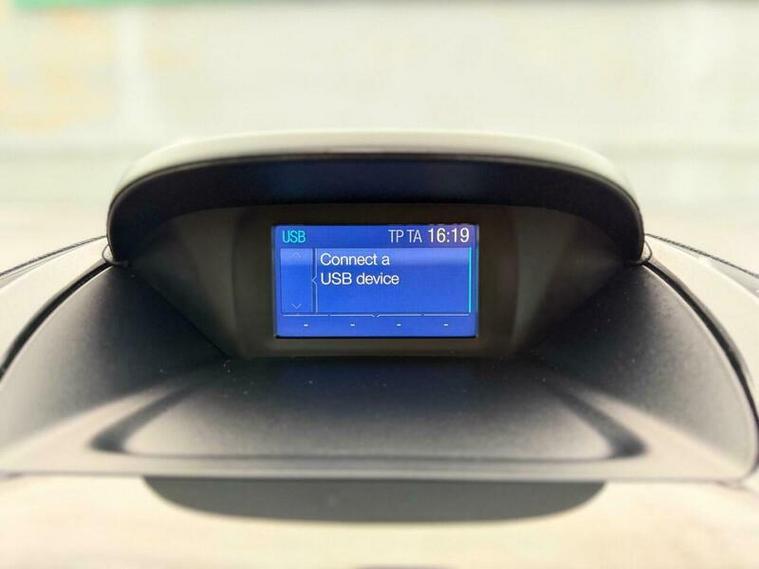 USB TP TA 16:19
Connect a
USB device